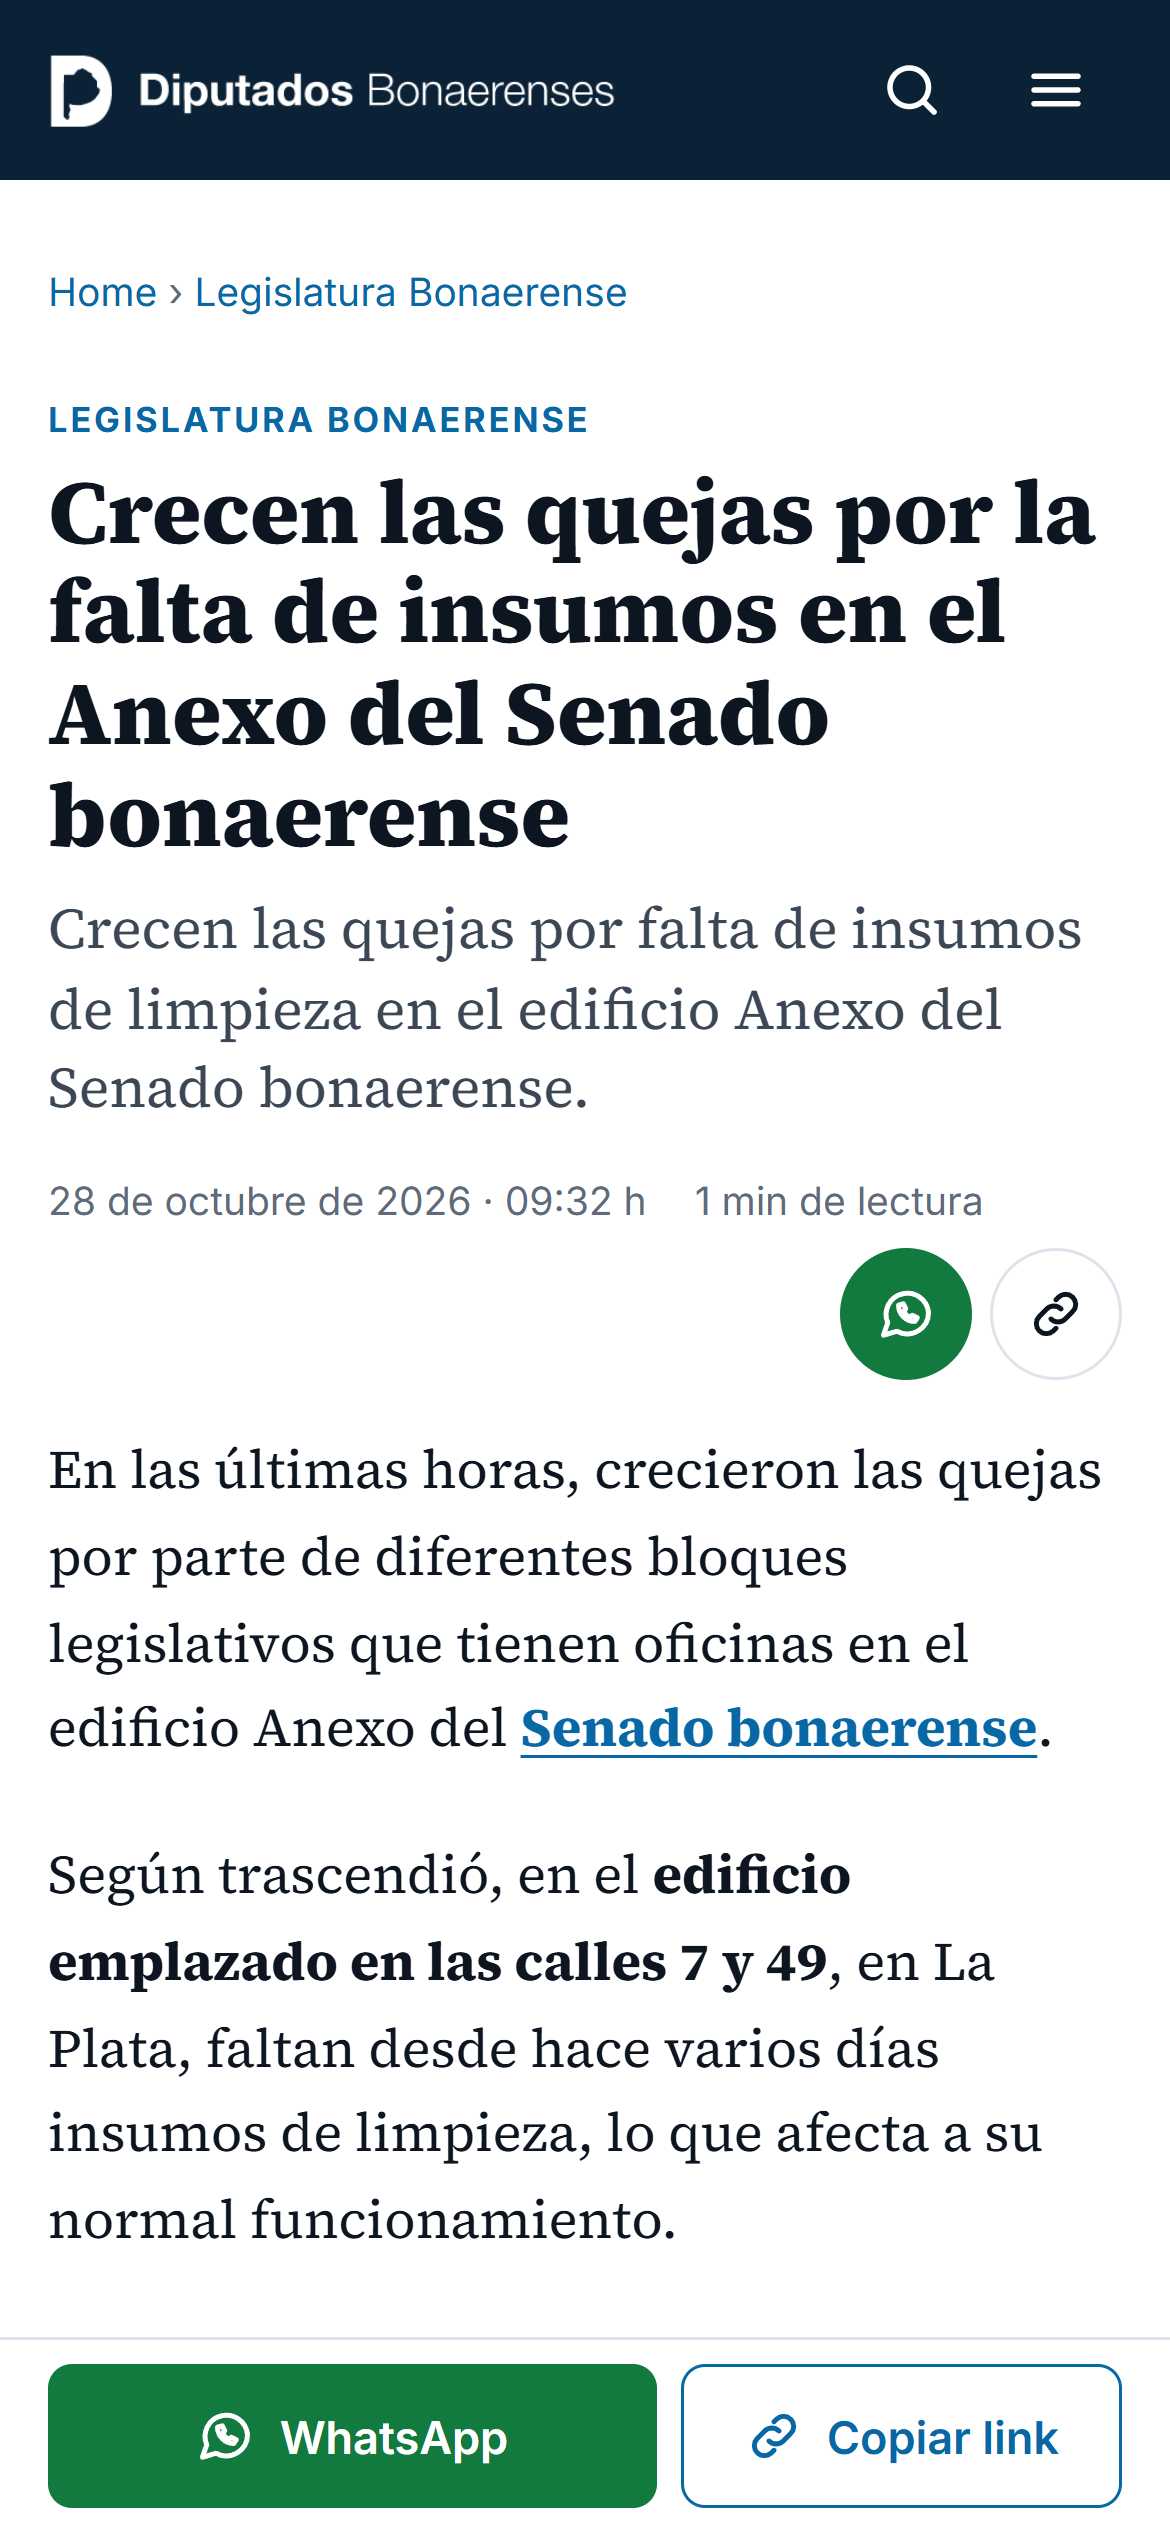 Diputados Bonaerenses
Home › Legislatura Bonaerense
LEGISLATURA BONAERENSE
Crecen las quejas por la
falta de insumos en el
Anexo del Senado
bonaerense
Crecen las quejas por falta de insumos
de limpieza en el edificio Anexo del
Senado bonaerense.
28 de octubre de 2026 · 09:32 h 1 min de lectura
En las últimas horas, crecieron las quejas
por parte de diferentes bloques
legislativos que tienen oficinas en el
edificio Anexo del Senado bonaerense.
Según trascendió, en el edificio
emplazado en las calles 7 y 49, en La
Plata, faltan desde hace varios días
insumos de limpieza, lo que afecta a su
normal funcionamiento.
WhatsApp Copiar link